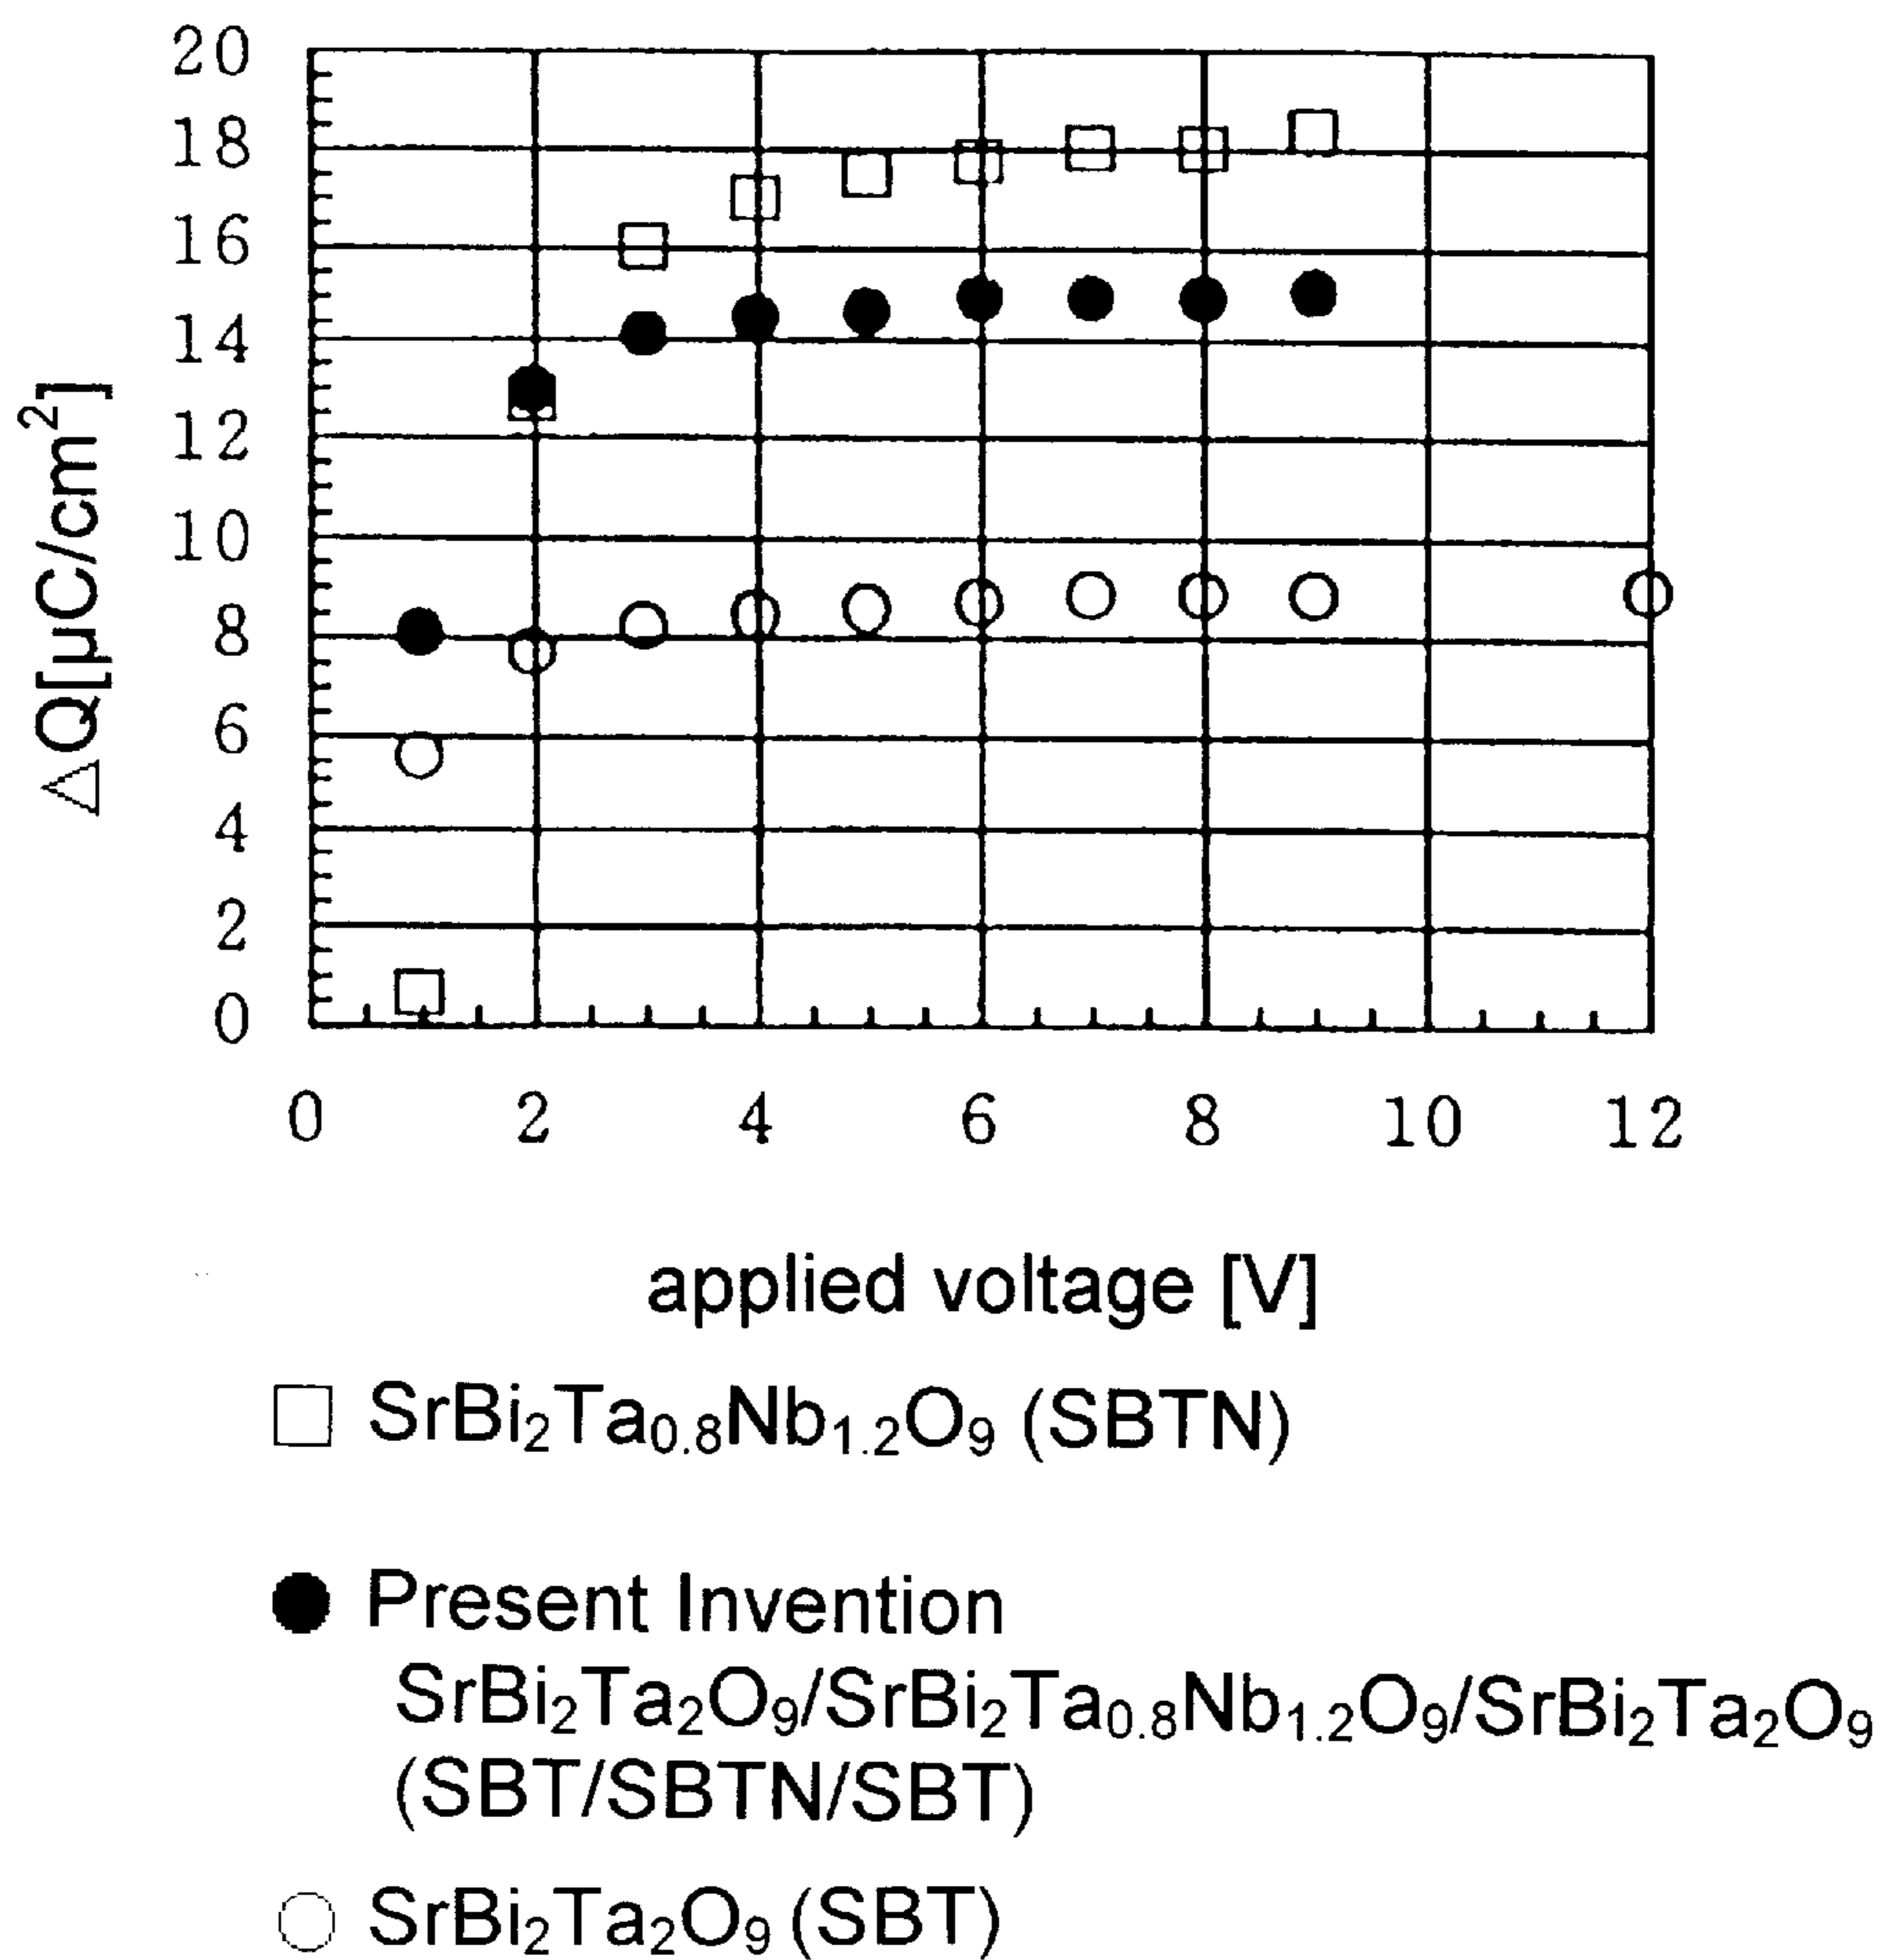 20
18
16
14
12
10
8
6
4
2
0
△Q[µC/cm²]
0 2 4 6 8 10 12
applied voltage [V]
□ SrBi₂Ta₀.₈Nb₁.₂O₉ (SBTN)
● Present Invention
SrBi₂Ta₂O₉/SrBi₂Ta₀.₈Nb₁.₂O₉/SrBi₂Ta₂O₉
(SBT/SBTN/SBT)
○ SrBi₂Ta₂O₉ (SBT)